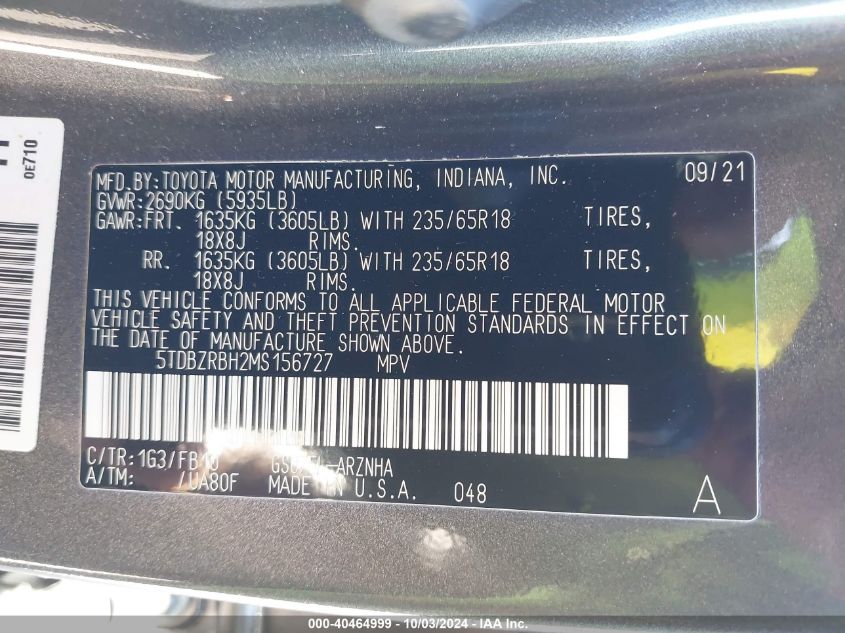 0E710
MFD.BY:TOYOTA MOTOR MANUFACTURING, INDIANA, INC. 09/21
GVWR:2690KG (5935LB)
GAWR:FRT. 1635KG (3605LB) WITH 235/65R18 TIRES,
18X8J RIMS.
RR. 1635KG (3605LB) WITH 235/65R18 TIRES,
18X8J RIMS.
THIS VEHICLE CONFORMS TO ALL APPLICABLE FEDERAL MOTOR
VEHICLE SAFETY AND THEFT PREVENTION STANDARDS IN EFFECT ON
THE DATE OF MANUFACTURE SHOWN ABOVE.
5TDBZRBH2MS156727 MPV
C/TR:1G3/FB10
A/TM: /UA80F MADE IN U.S.A. 048 A
000-40464999 - 10/03/2024 - IAA Inc.